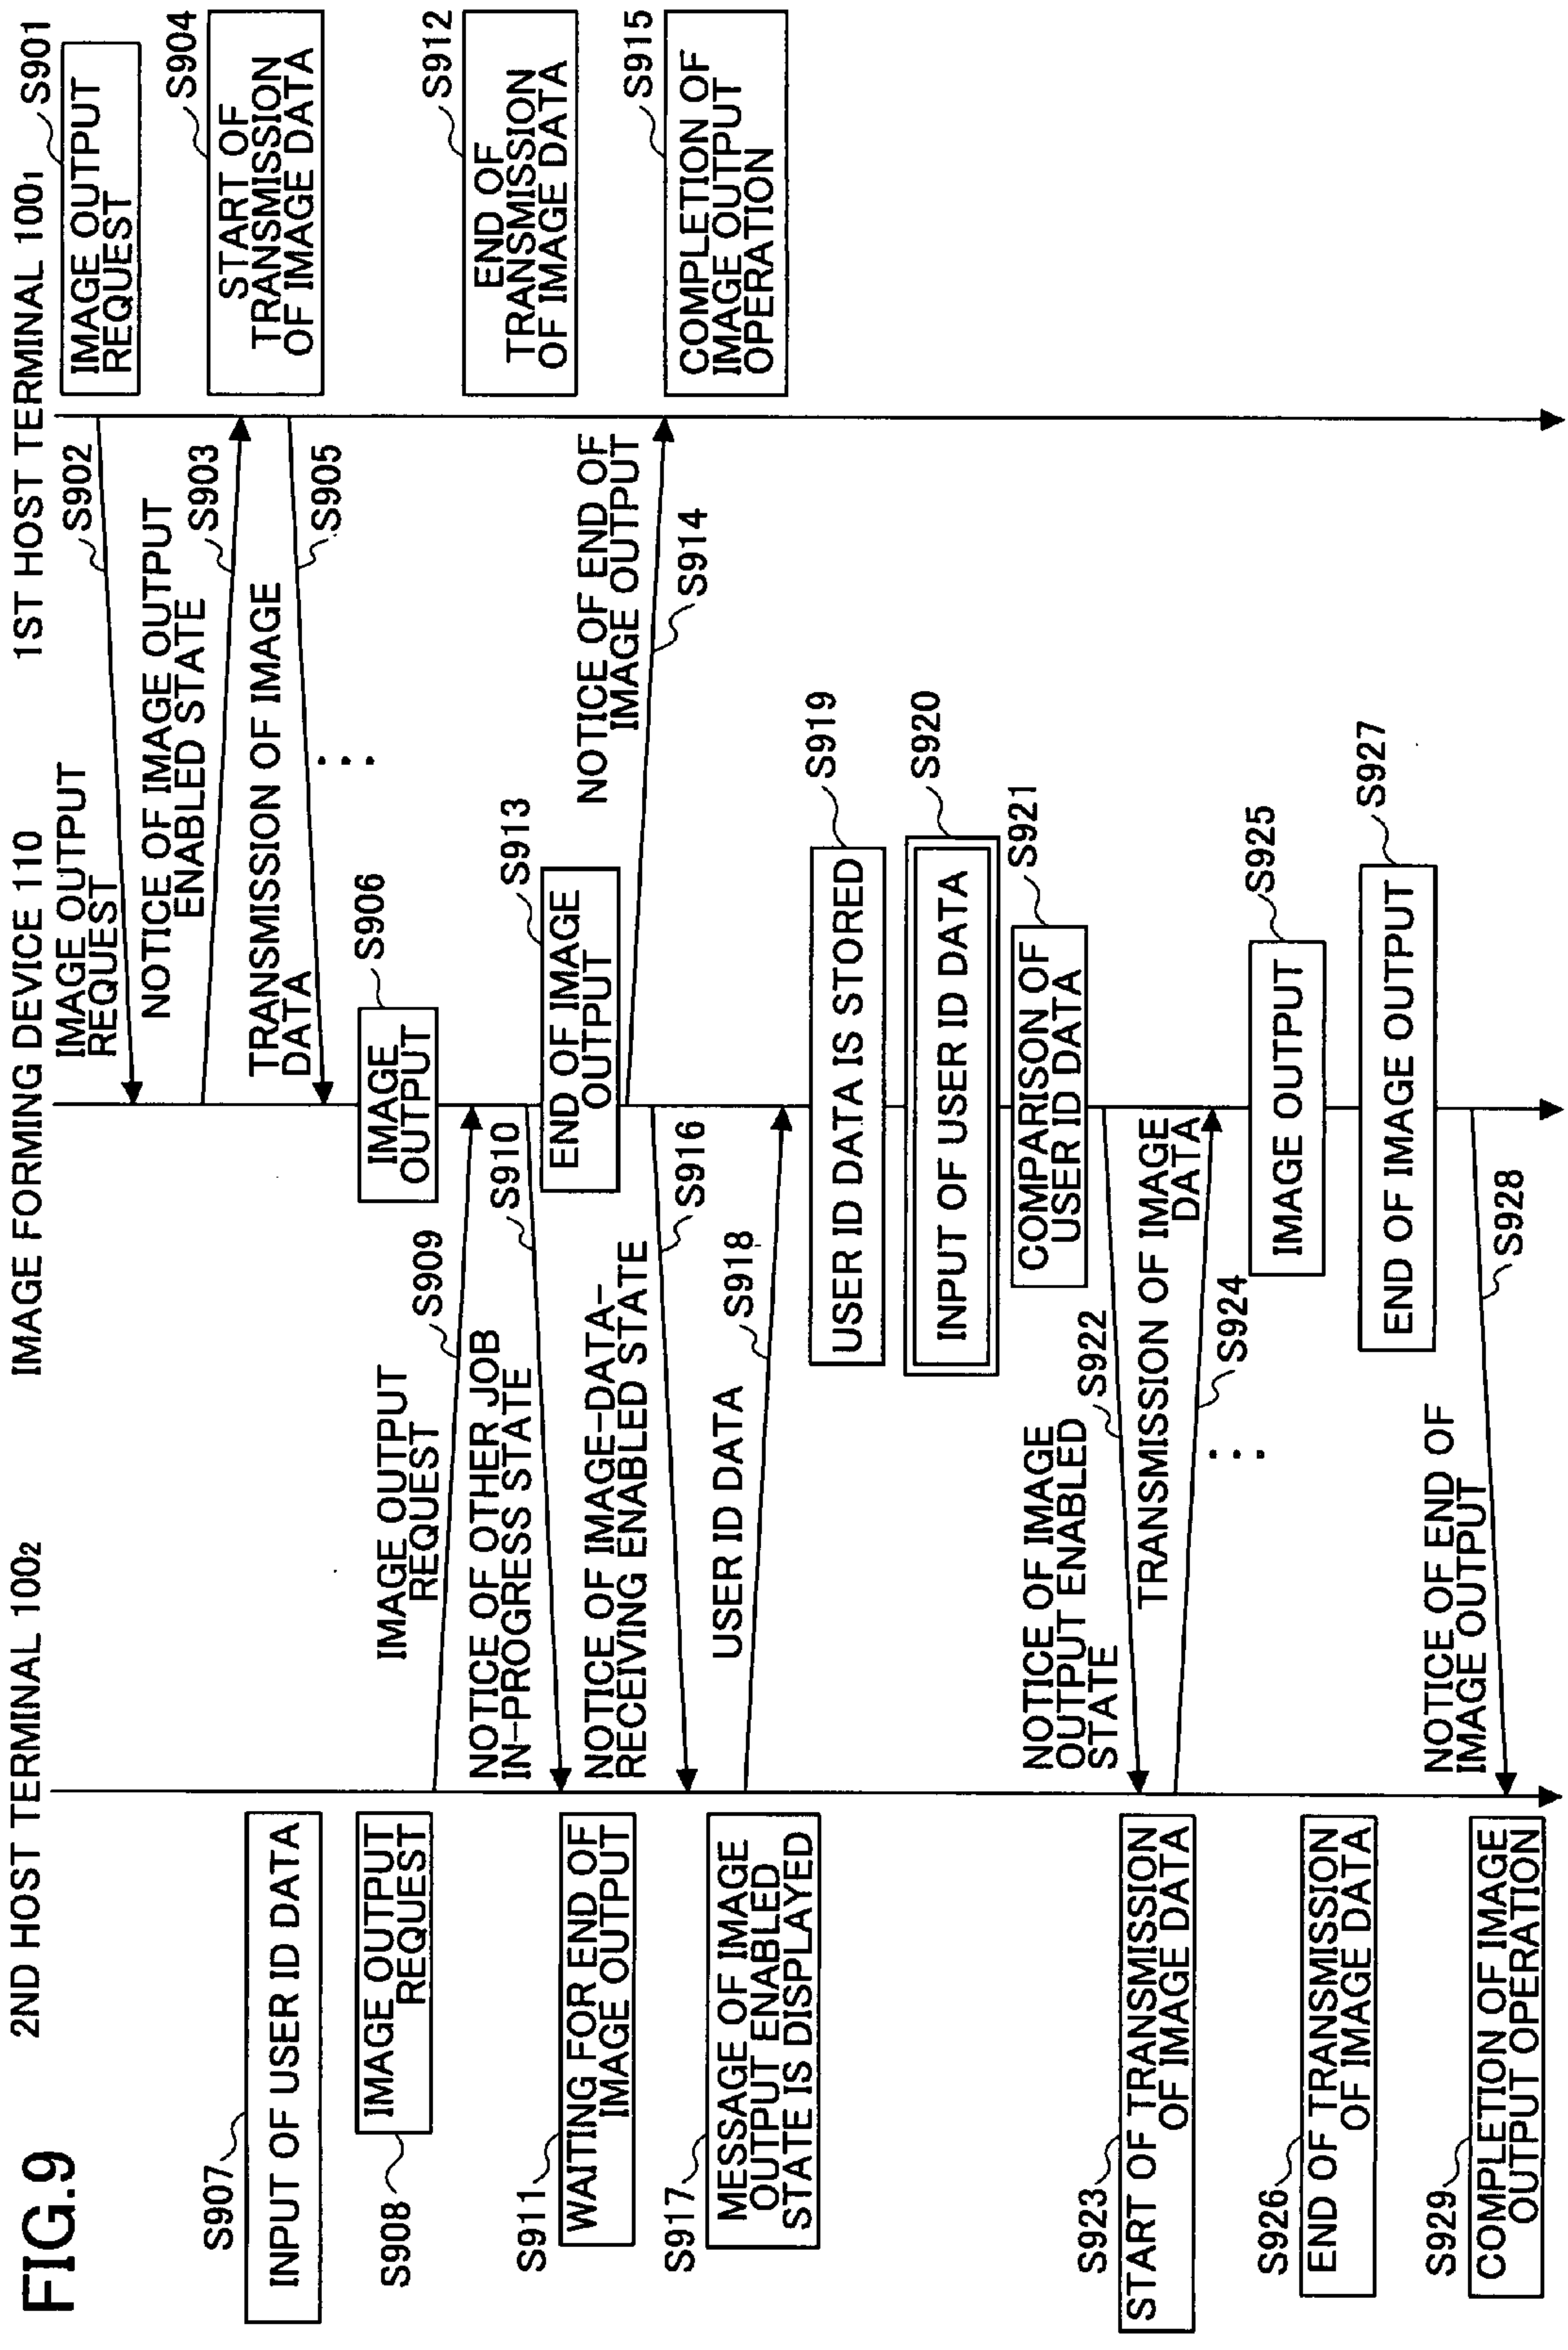 FIG.9
2ND HOST TERMINAL 100₂
IMAGE FORMING DEVICE 110
1ST HOST TERMINAL 100₁
S901
IMAGE OUTPUT
REQUEST
S902
IMAGE OUTPUT
REQUEST
S903
NOTICE OF IMAGE OUTPUT
ENABLED STATE
S904
START OF
TRANSMISSION
OF IMAGE DATA
S905
TRANSMISSION OF IMAGE
DATA
...
S906
IMAGE
OUTPUT
S907
INPUT OF USER ID DATA
S908
IMAGE OUTPUT
REQUEST
S909
IMAGE OUTPUT
REQUEST
S910
NOTICE OF OTHER JOB
IN-PROGRESS STATE
S911
WAITING FOR END OF
IMAGE OUTPUT
S912
END OF
TRANSMISSION
OF IMAGE DATA
S913
END OF IMAGE
OUTPUT
S914
NOTICE OF END OF
IMAGE OUTPUT
S915
COMPLETION OF
IMAGE OUTPUT
OPERATION
S916
NOTICE OF IMAGE-DATA-
RECEIVING ENABLED STATE
S917
MESSAGE OF IMAGE
OUTPUT ENABLED
STATE IS DISPLAYED
S918
USER ID DATA
S919
USER ID DATA IS STORED
S920
INPUT OF USER ID DATA
S921
COMPARISON OF
USER ID DATA
S922
NOTICE OF IMAGE
OUTPUT ENABLED
STATE
S923
START OF TRANSMISSION
OF IMAGE DATA
S924
TRANSMISSION OF IMAGE
DATA
...
S925
IMAGE OUTPUT
S926
END OF TRANSMISSION
OF IMAGE DATA
S927
END OF IMAGE OUTPUT
S928
NOTICE OF END OF
IMAGE OUTPUT
S929
COMPLETION OF IMAGE
OUTPUT OPERATION